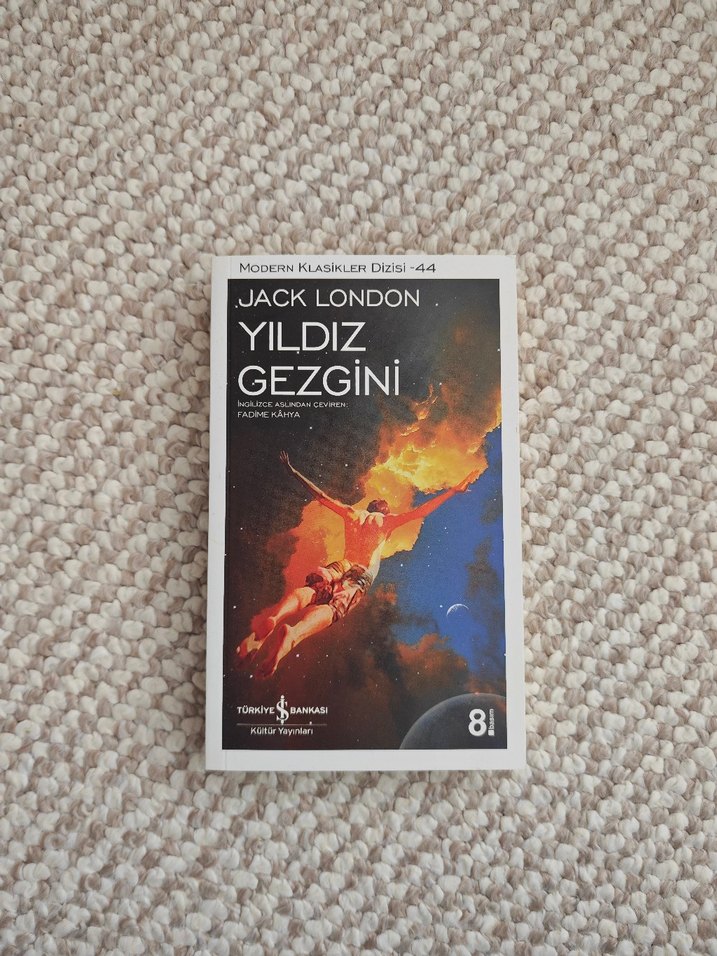 MODERN KLASİKLER DİZİSİ -44
JACK LONDON
YILDIZ
GEZGİNİ
İNGİLİZCE ASLINDAN ÇEVİREN:
FADİME KÂHYA
TÜRKİYE İŞ BANKASI
Kültür Yayınları
8. basım